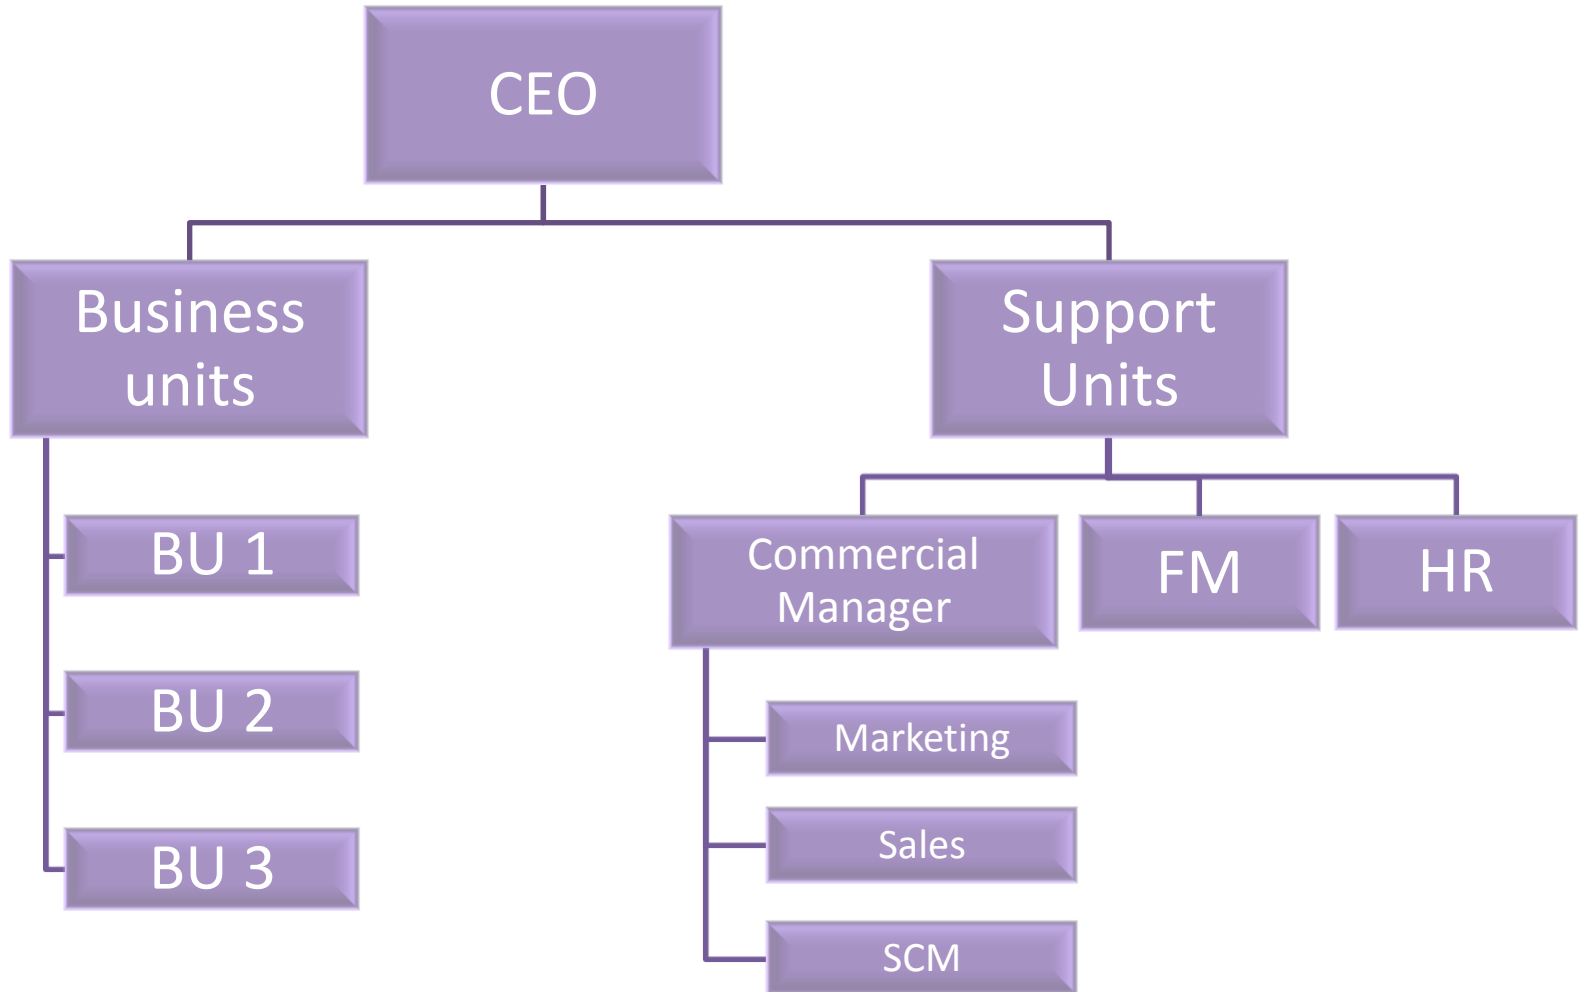 CEO
Business
units
Support
Units
BU 1
BU 2
BU 3
Commercial
Manager
FM
HR
Marketing
Sales
SCM